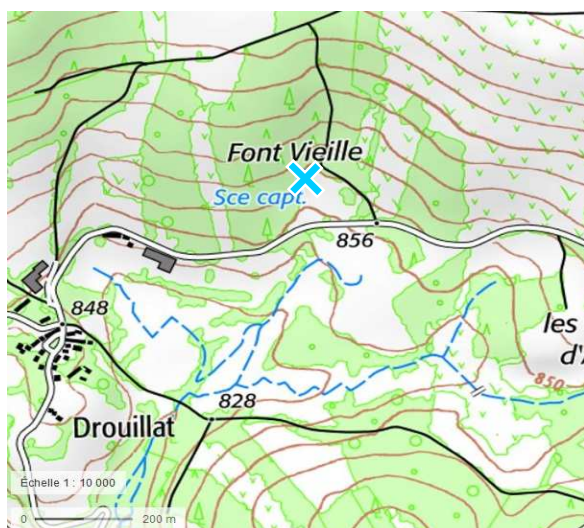 Font Vieille
Sce capt.
856
848
les
d'A
850
828
Drouillat
Échelle 1 : 10 000
0 200 m